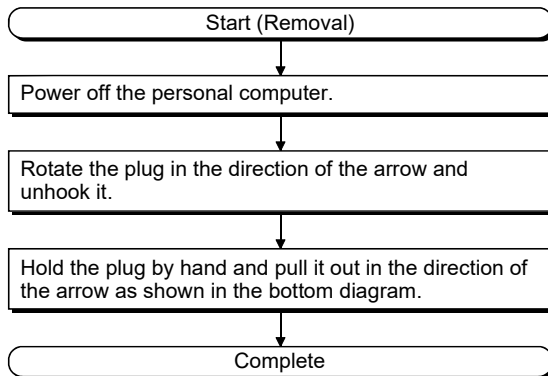 Start (Removal)
Power off the personal computer.
Rotate the plug in the direction of the arrow and
unhook it.
Hold the plug by hand and pull it out in the direction of
the arrow as shown in the bottom diagram.
Complete